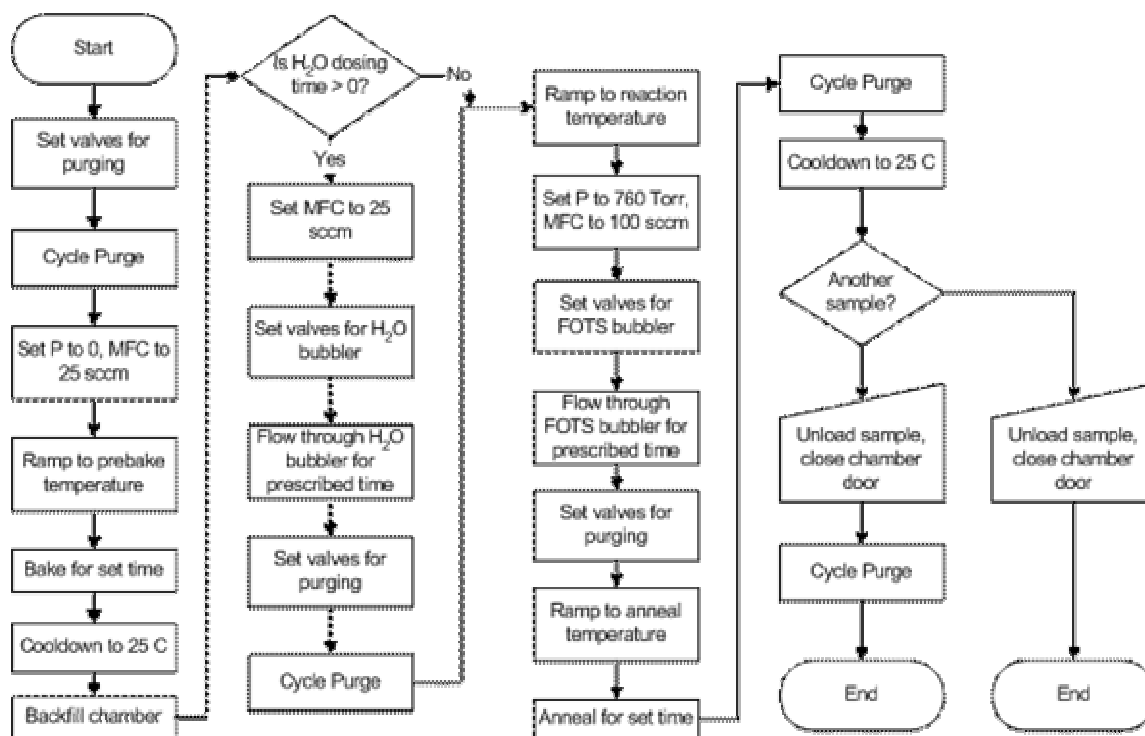 Start
Set valves for
purging
Cycle Purge
Set P to 0, MFC to
25 sccm
Ramp to prebake
temperature
Bake for set time
Cooldown to 25 C
Backfill chamber
Is H₂O dosing
time > 0?
No
Yes
Set MFC to 25
sccm
Set valves for H₂O
bubbler
Flow through H₂O
bubbler for
prescribed time
Set valves for
purging
Cycle Purge
Ramp to reaction
temperature
Set P to 760 Torr,
MFC to 100 sccm
Set valves for
FOTS bubbler
Flow through
FOTS bubbler for
prescribed time
Set valves for
purging
Ramp to anneal
temperature
Anneal for set time
Cycle Purge
Cooldown to 25 C
Another
sample?
Unload sample,
close chamber
door
Cycle Purge
End
Unload sample,
close chamber
door
End